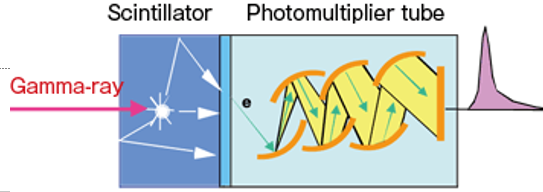 Scintillator
Photomultiplier tube
Gamma-ray
e